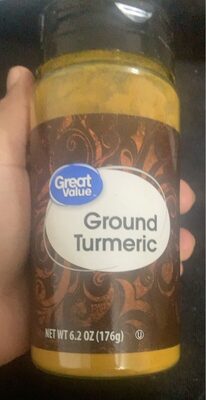 Great
Value
Ground
Turmeric
NET WT 6.2 OZ (176g) Ⓤ